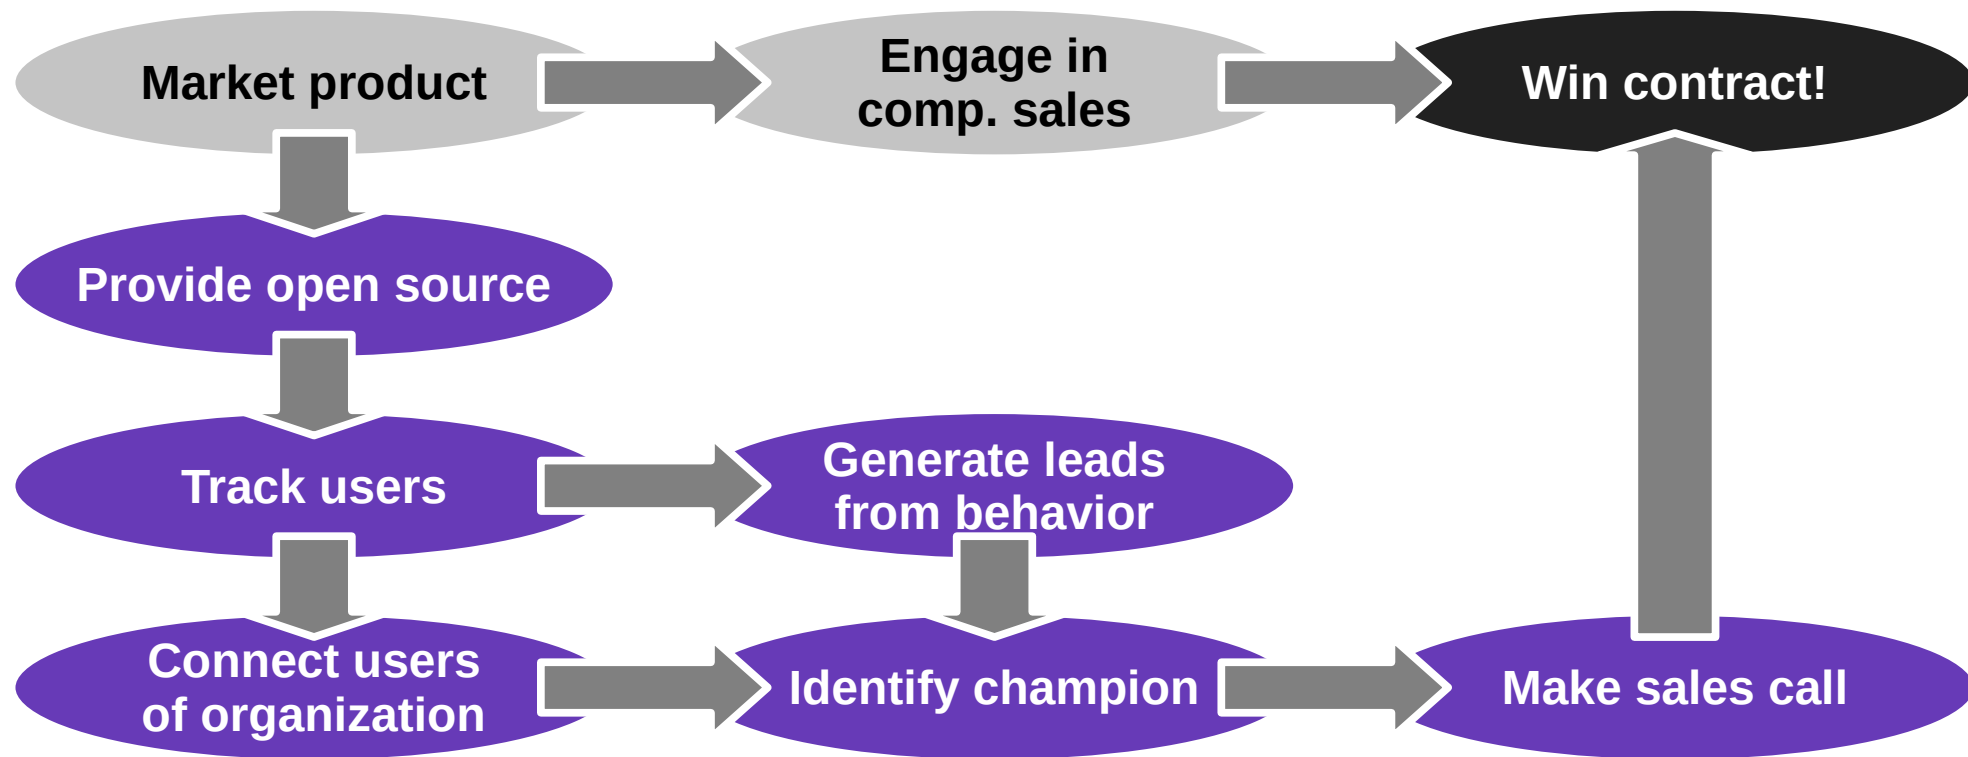 Market product
Engage in
comp. sales
Win contract!
Provide open source
Track users
Generate leads
from behavior
Connect users
of organization
Identify champion
Make sales call